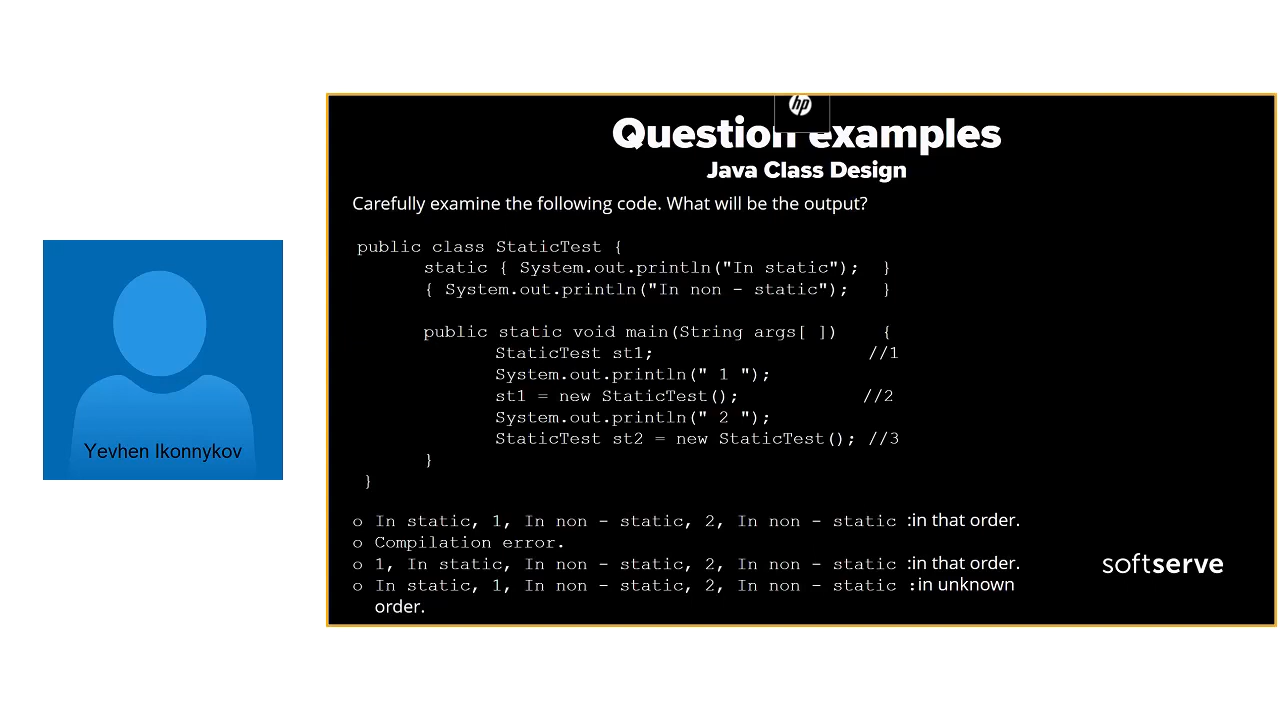 hp
Question examples
Java Class Design
Carefully examine the following code. What will be the output?
public class StaticTest {
static { System.out.println("In static"); }
{ System.out.println("In non - static"); }
public static void main(String args[ ]) {
StaticTest st1; //1
System.out.println(" 1 ");
st1 = new StaticTest(); //2
System.out.println(" 2 ");
StaticTest st2 = new StaticTest(); //3
}
}
o In static, 1, In non - static, 2, In non - static :in that order.
o Compilation error.
o 1, In static, In non - static, 2, In non - static :in that order.
o In static, 1, In non - static, 2, In non - static :in unknown
order.
softserve
Yevhen Ikonnykov